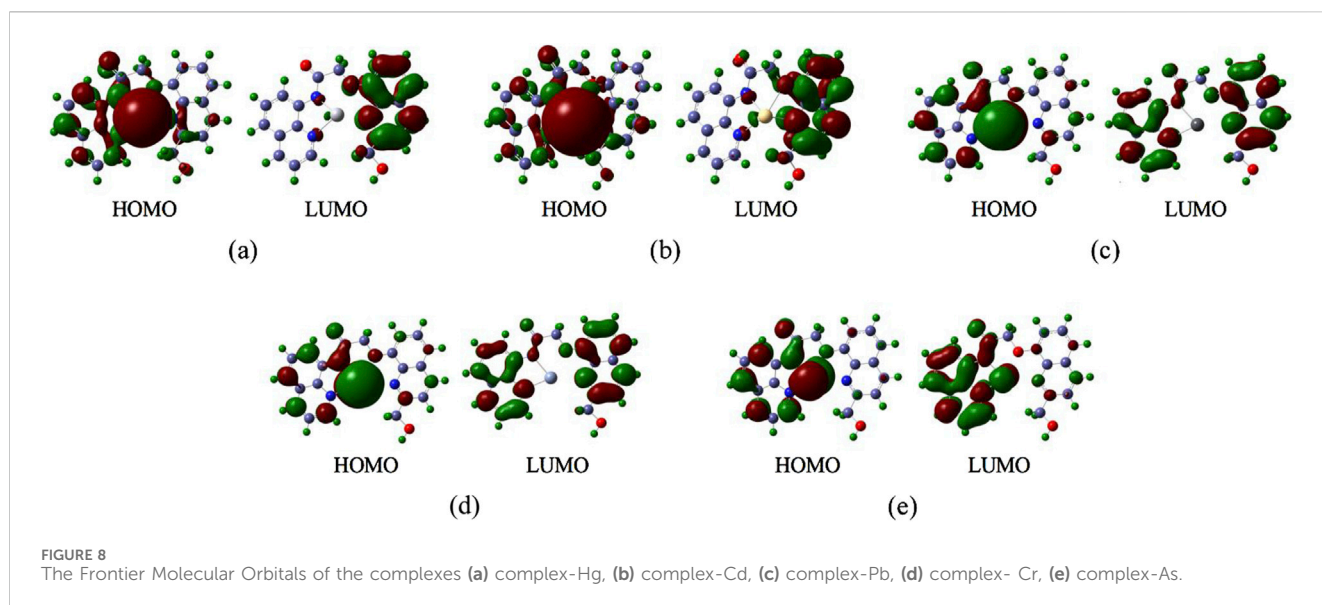 HOMO LUMO
(a)
HOMO LUMO
(b)
HOMO LUMO
(c)
HOMO LUMO
(d)
HOMO LUMO
(e)
FIGURE 8
The Frontier Molecular Orbitals of the complexes (a) complex-Hg, (b) complex-Cd, (c) complex-Pb, (d) complex- Cr, (e) complex-As.